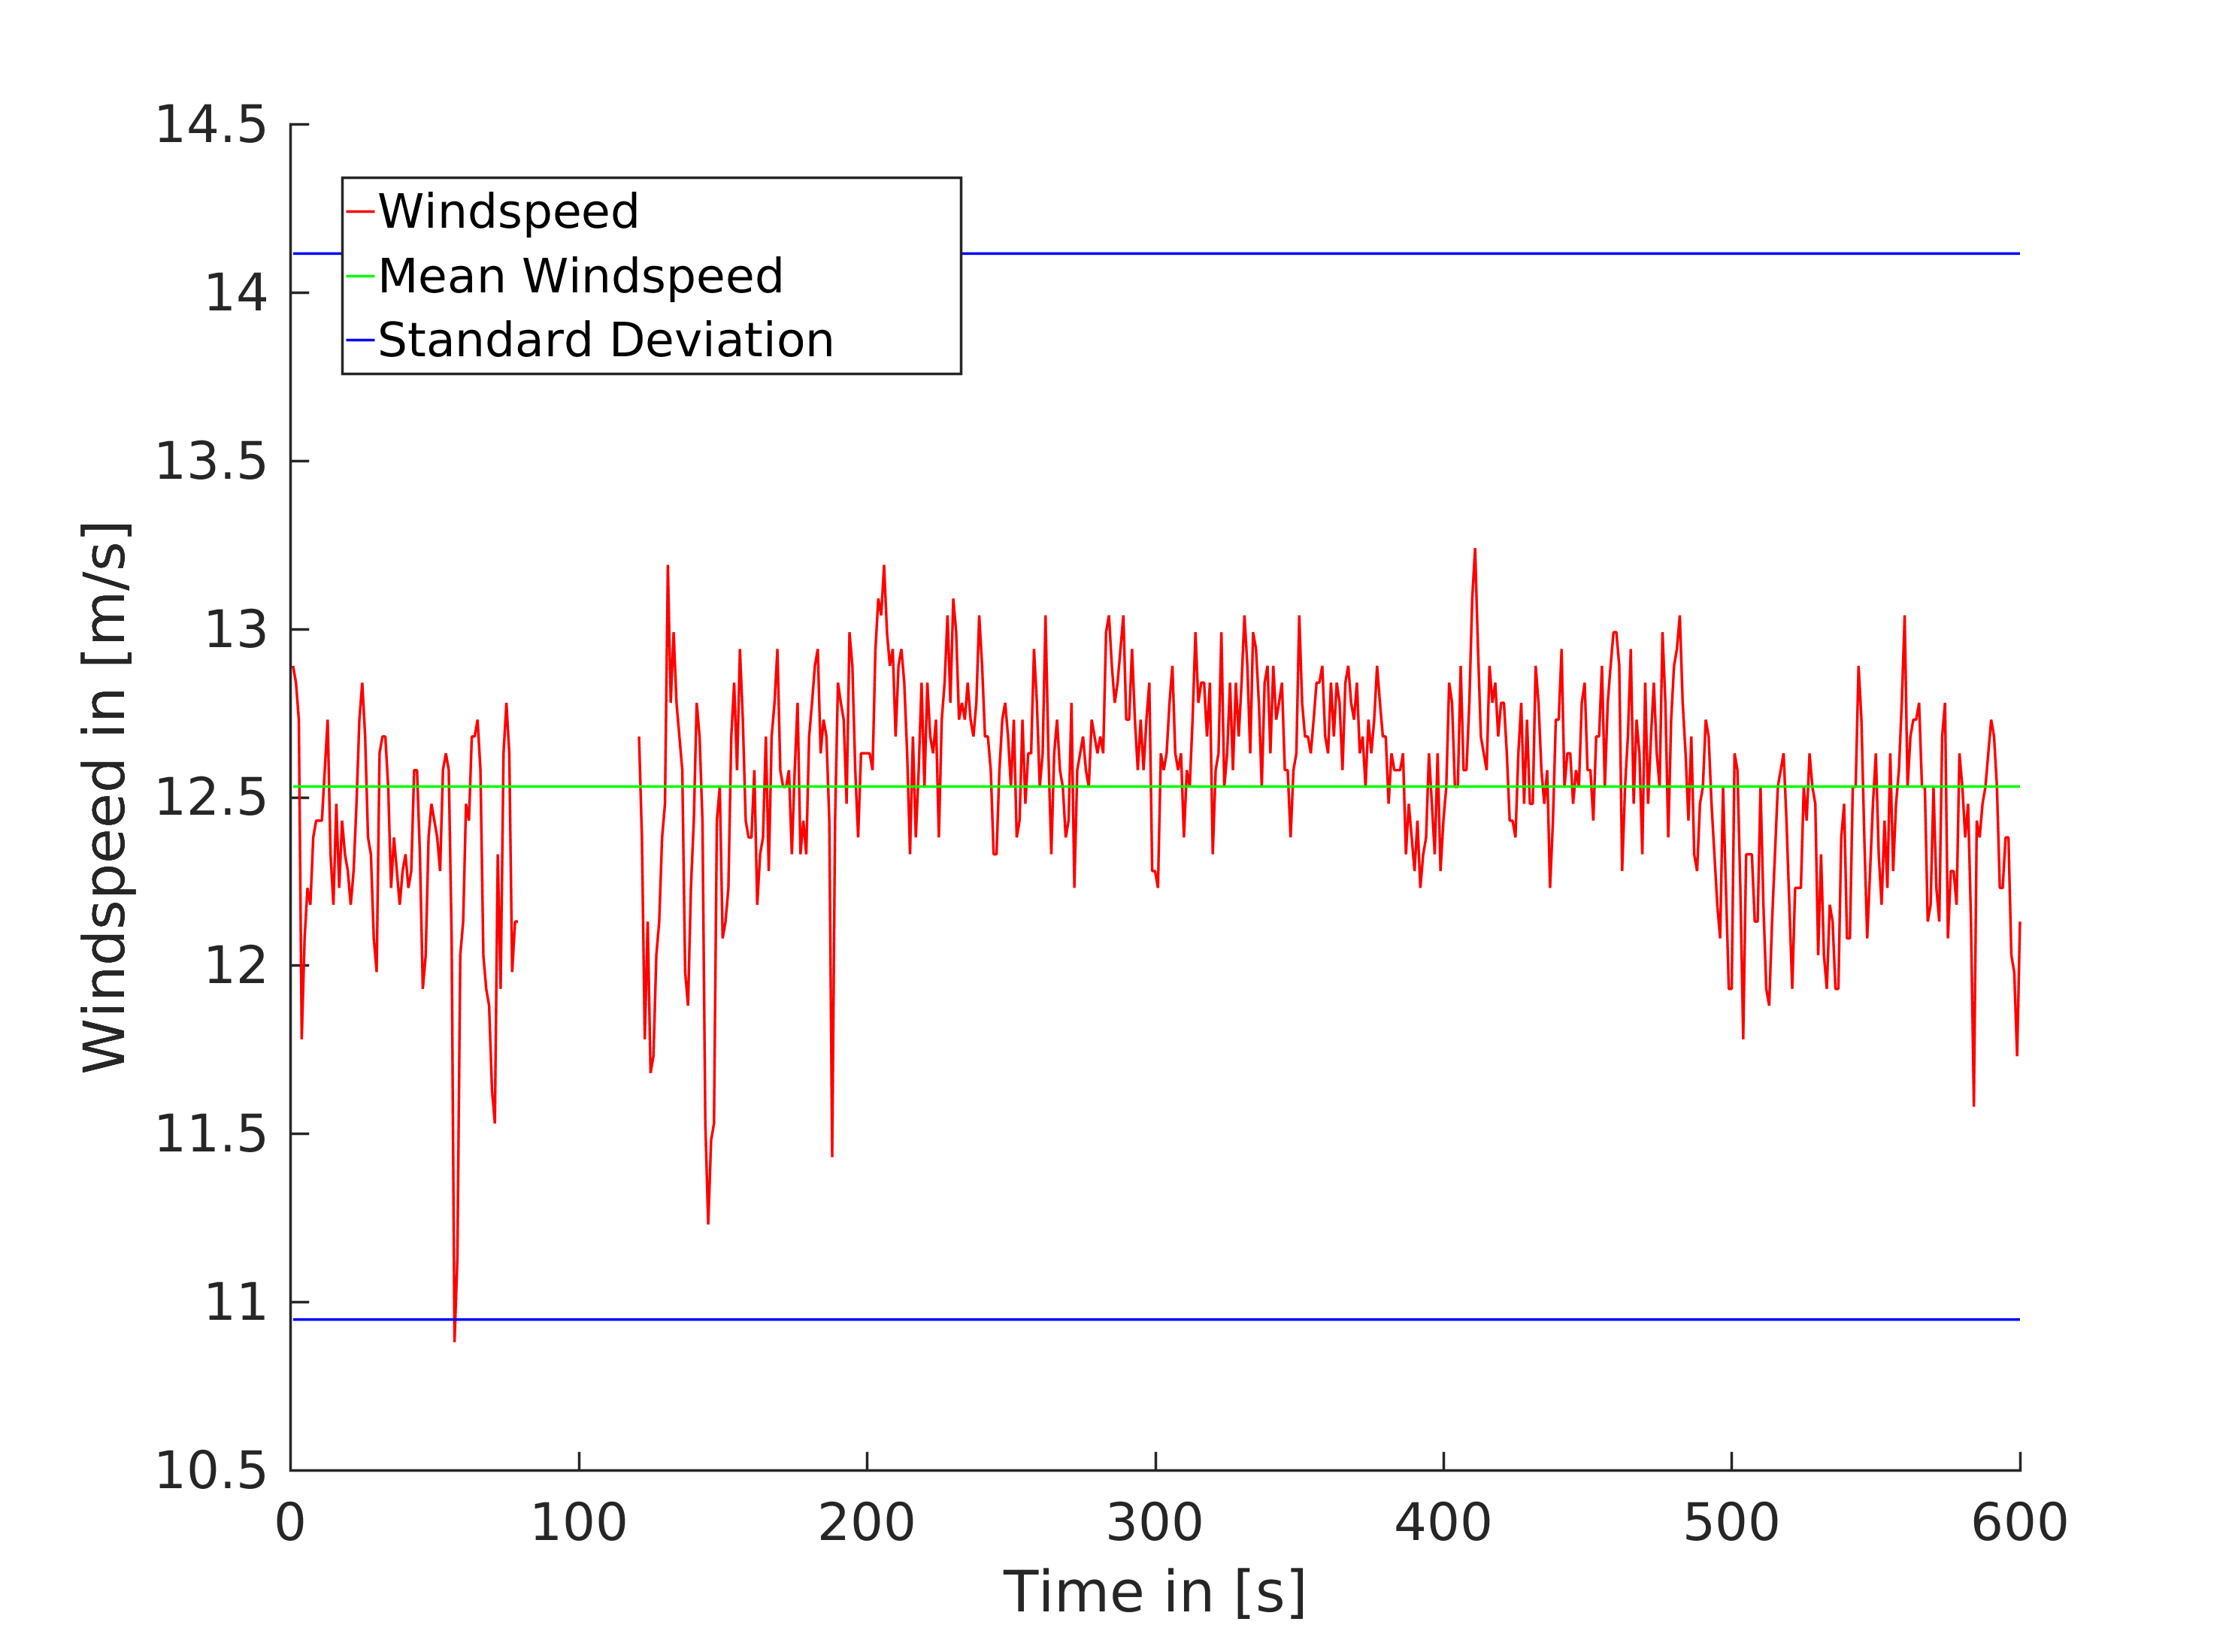 14.5
14
13.5
13
12.5
12
11.5
11
10.5
Windspeed in [m/s]
Windspeed
Mean Windspeed
Standard Deviation
0 100 200 300 400 500 600
Time in [s]